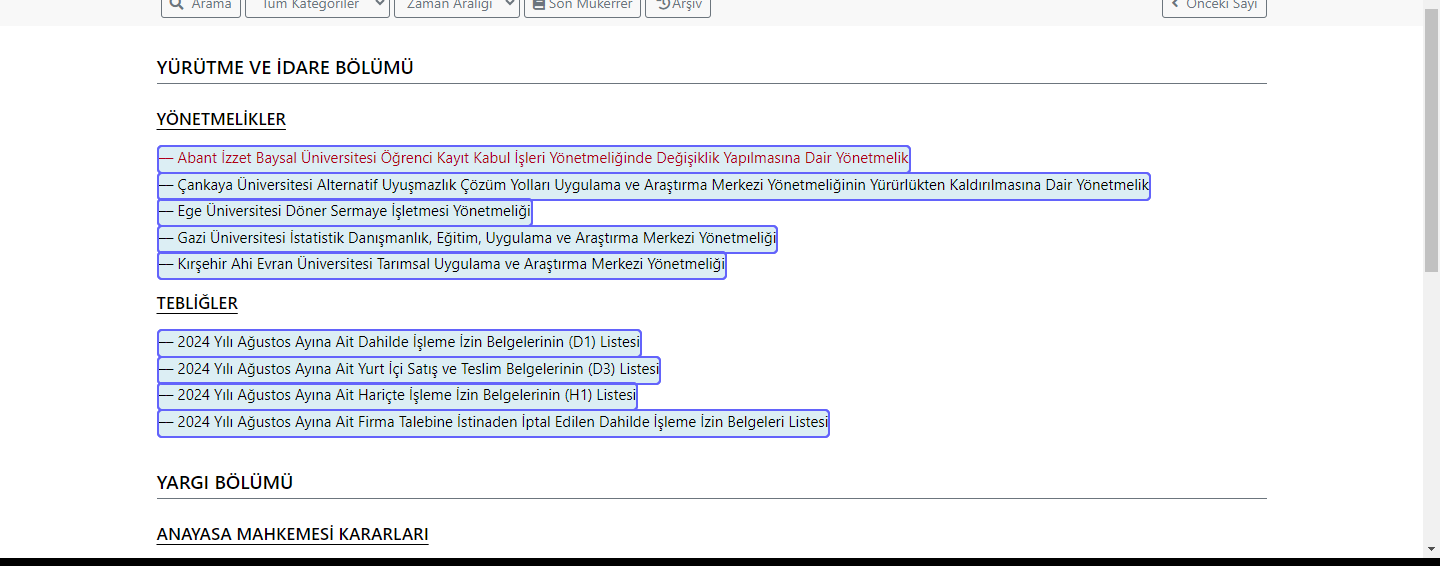 Arama Tüm Kategoriler Zaman Aralığı Son Mükerrer Arşiv Önceki Sayı
YÜRÜTME VE İDARE BÖLÜMÜ
YÖNETMELİKLER
— Abant İzzet Baysal Üniversitesi Öğrenci Kayıt Kabul İşleri Yönetmeliğinde Değişiklik Yapılmasına Dair Yönetmelik
— Çankaya Üniversitesi Alternatif Uyuşmazlık Çözüm Yolları Uygulama ve Araştırma Merkezi Yönetmeliğinin Yürürlükten Kaldırılmasına Dair Yönetmelik
— Ege Üniversitesi Döner Sermaye İşletmesi Yönetmeliği
— Gazi Üniversitesi İstatistik Danışmanlık, Eğitim, Uygulama ve Araştırma Merkezi Yönetmeliği
— Kırşehir Ahi Evran Üniversitesi Tarımsal Uygulama ve Araştırma Merkezi Yönetmeliği
TEBLİĞLER
— 2024 Yılı Ağustos Ayına Ait Dahilde İşleme İzin Belgelerinin (D1) Listesi
— 2024 Yılı Ağustos Ayına Ait Yurt İçi Satış ve Teslim Belgelerinin (D3) Listesi
— 2024 Yılı Ağustos Ayına Ait Hariçte İşleme İzin Belgelerinin (H1) Listesi
— 2024 Yılı Ağustos Ayına Ait Firma Talebine İstinaden İptal Edilen Dahilde İşleme İzin Belgeleri Listesi
YARGI BÖLÜMÜ
ANAYASA MAHKEMESİ KARARLARI